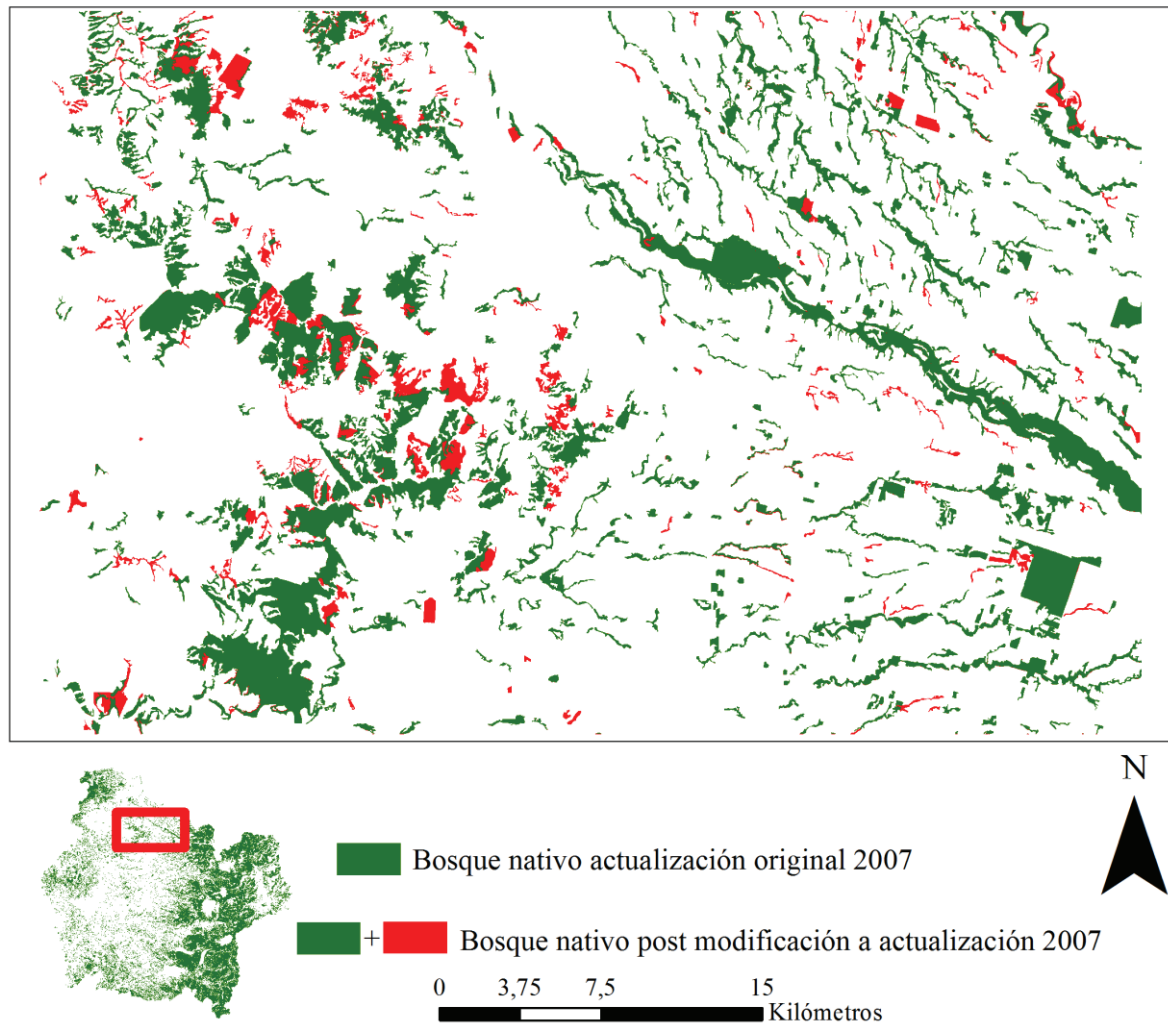 N
Bosque nativo actualización original 2007
+ Bosque nativo post modificación a actualización 2007
0 3,75 7,5 15
Kilómetros